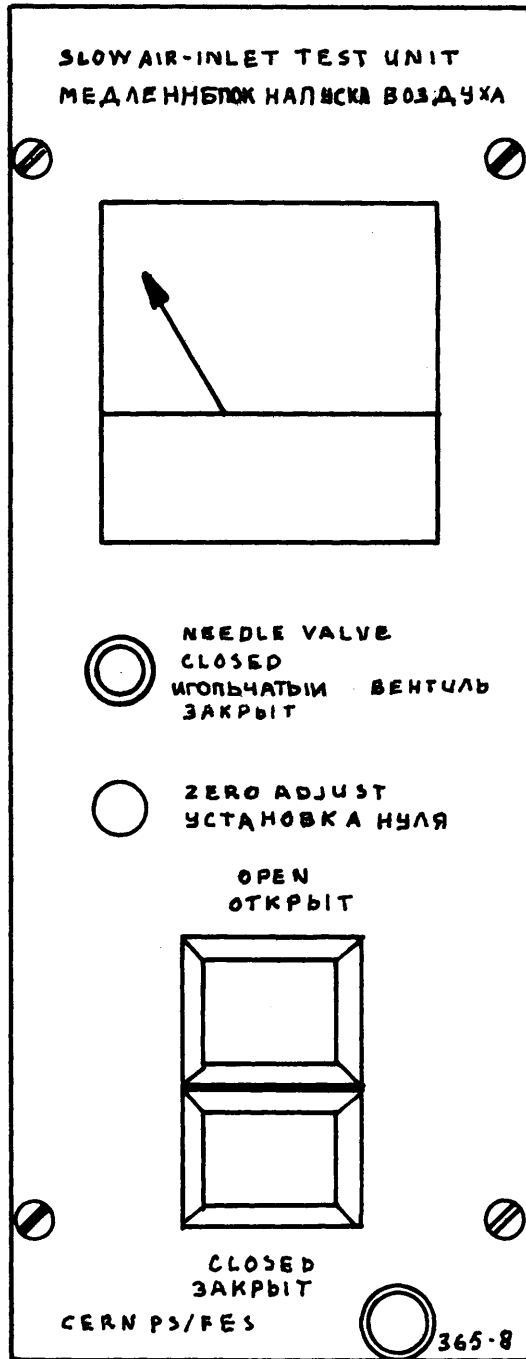 SLOW AIR-INLET TEST UNIT
МЕДЛЕННБЛОК НАПУСКА ВОЗДУХА
NEEDLE VALVE
CLOSED
ИГОЛЬЧАТЫИ ВЕНТИЛЬ
ЗАКРЫТ
ZERO ADJUST
УСТАНОВКА НУЛЯ
OPEN
ОТКРЫТ
CLOSED
ЗАКРЫТ
CERN PS/FES
365-8